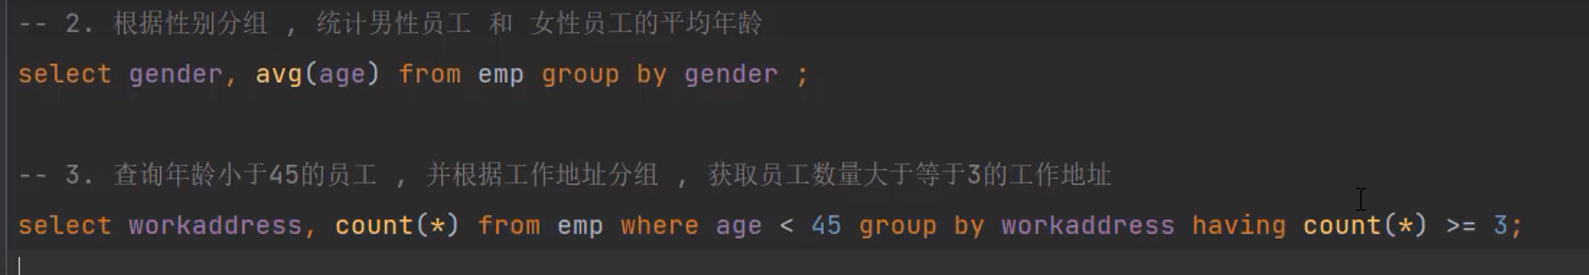 -- 2. 根据性别分组 , 统计男性员工 和 女性员工的平均年龄
select gender, avg(age) from emp group by gender ;
-- 3. 查询年龄小于45的员工 , 并根据工作地址分组 , 获取员工数量大于等于3的工作地址
select workaddress, count(*) from emp where age < 45 group by workaddress having count(*) >= 3;